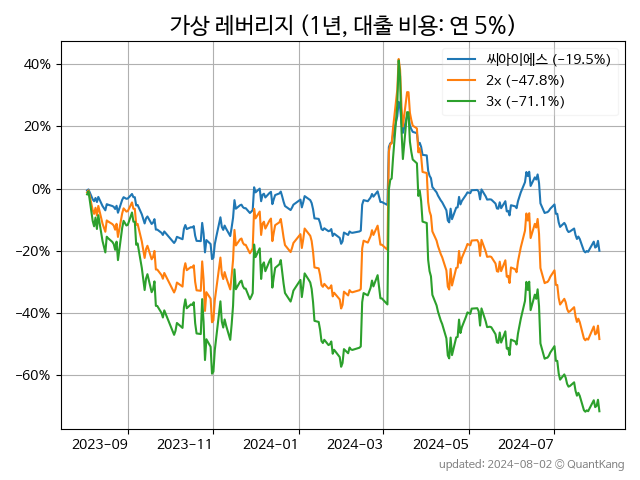 가상 레버리지 (1년, 대출 비용: 연 5%)
씨아이에스 (−19.5%)
2x (−47.8%)
3x (−71.1%)
40%
20%
0%
−20%
−40%
−60%
2023-09
2023-11
2024-01
2024-03
2024-05
2024-07
updated: 2024-08-02 © QuantKang